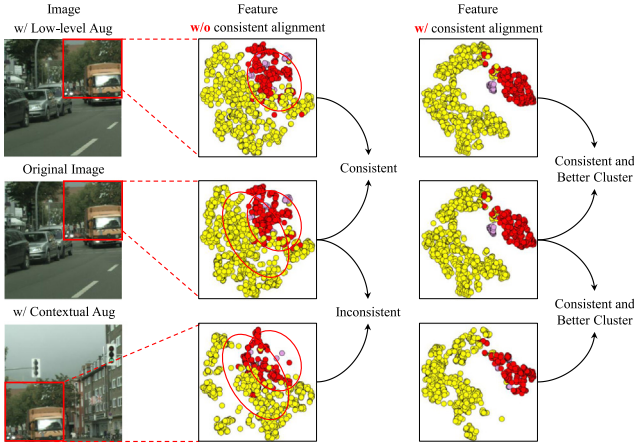 Image
w/ Low-level Aug
Feature
w/o consistent alignment
Feature
w/ consistent alignment
Consistent
Consistent and
Better Cluster
Original Image
w/ Contextual Aug
Inconsistent
Consistent and
Better Cluster